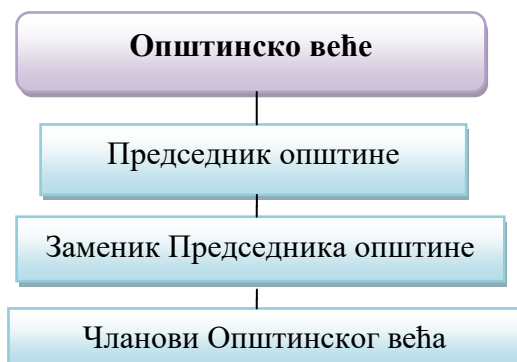 Општинско веће
Председник општине
Заменик Председника општине
Чланови Општинског већа